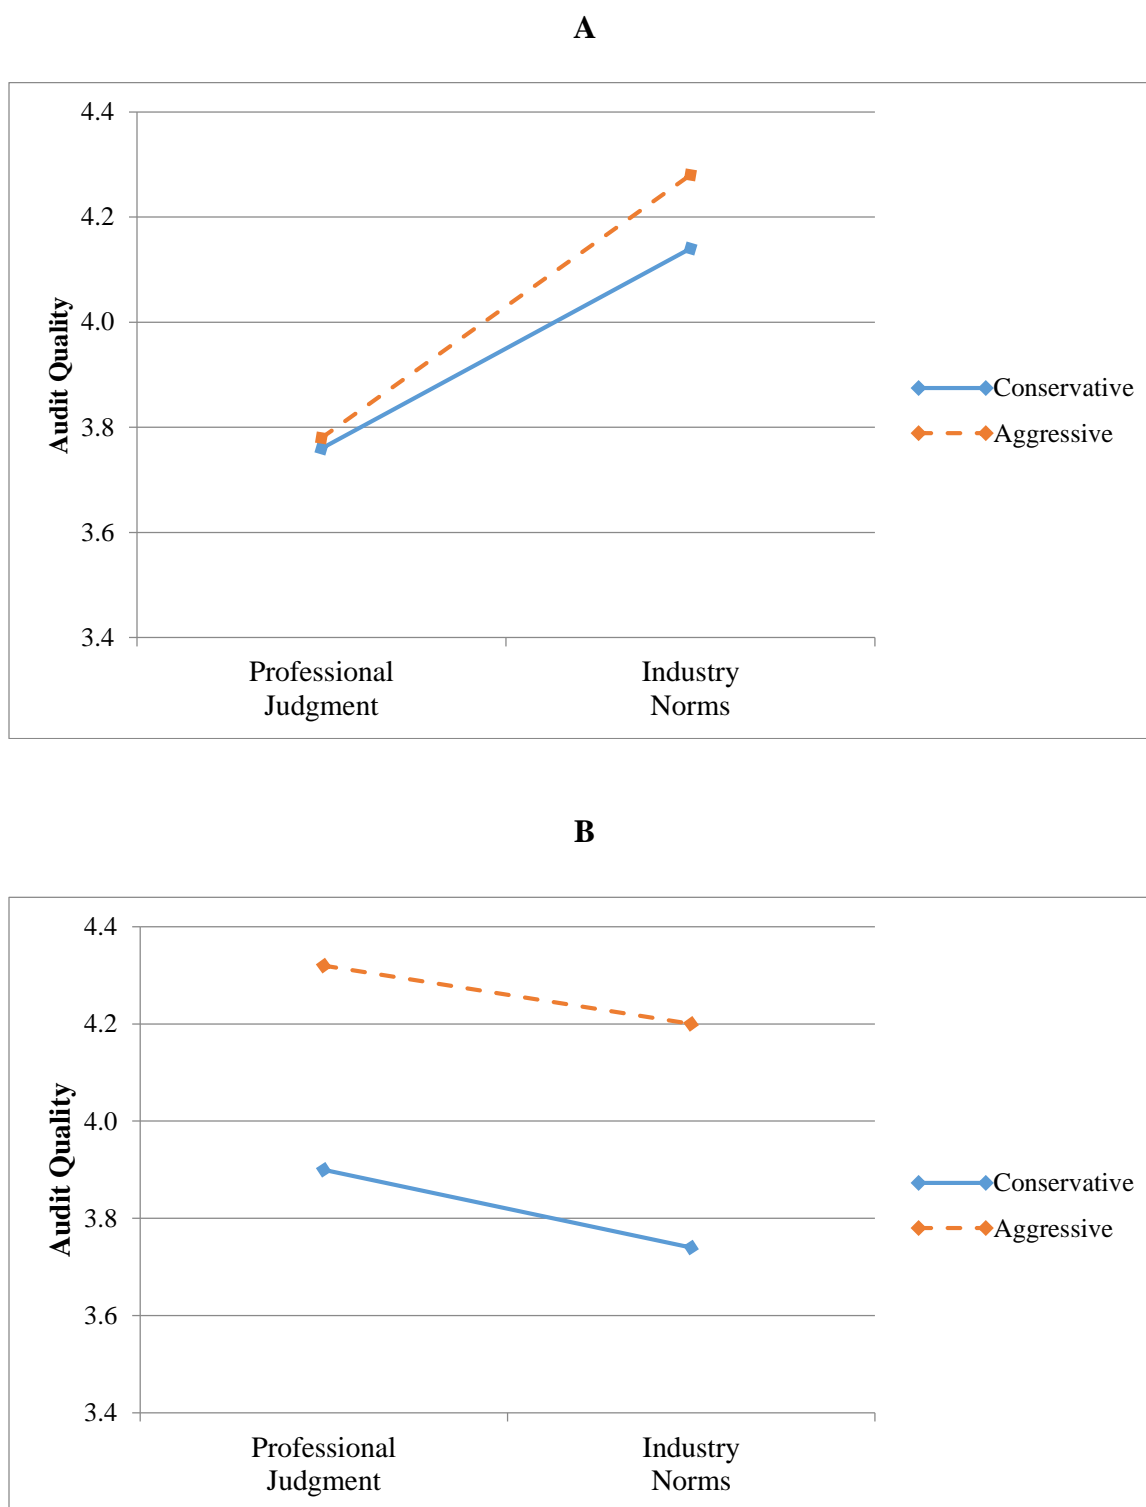 A
4.4
4.2
4.0
3.8
3.6
3.4
Audit Quality
Professional
Judgment
Industry
Norms
Conservative
Aggressive
B
4.4
4.2
4.0
3.8
3.6
3.4
Audit Quality
Professional
Judgment
Industry
Norms
Conservative
Aggressive